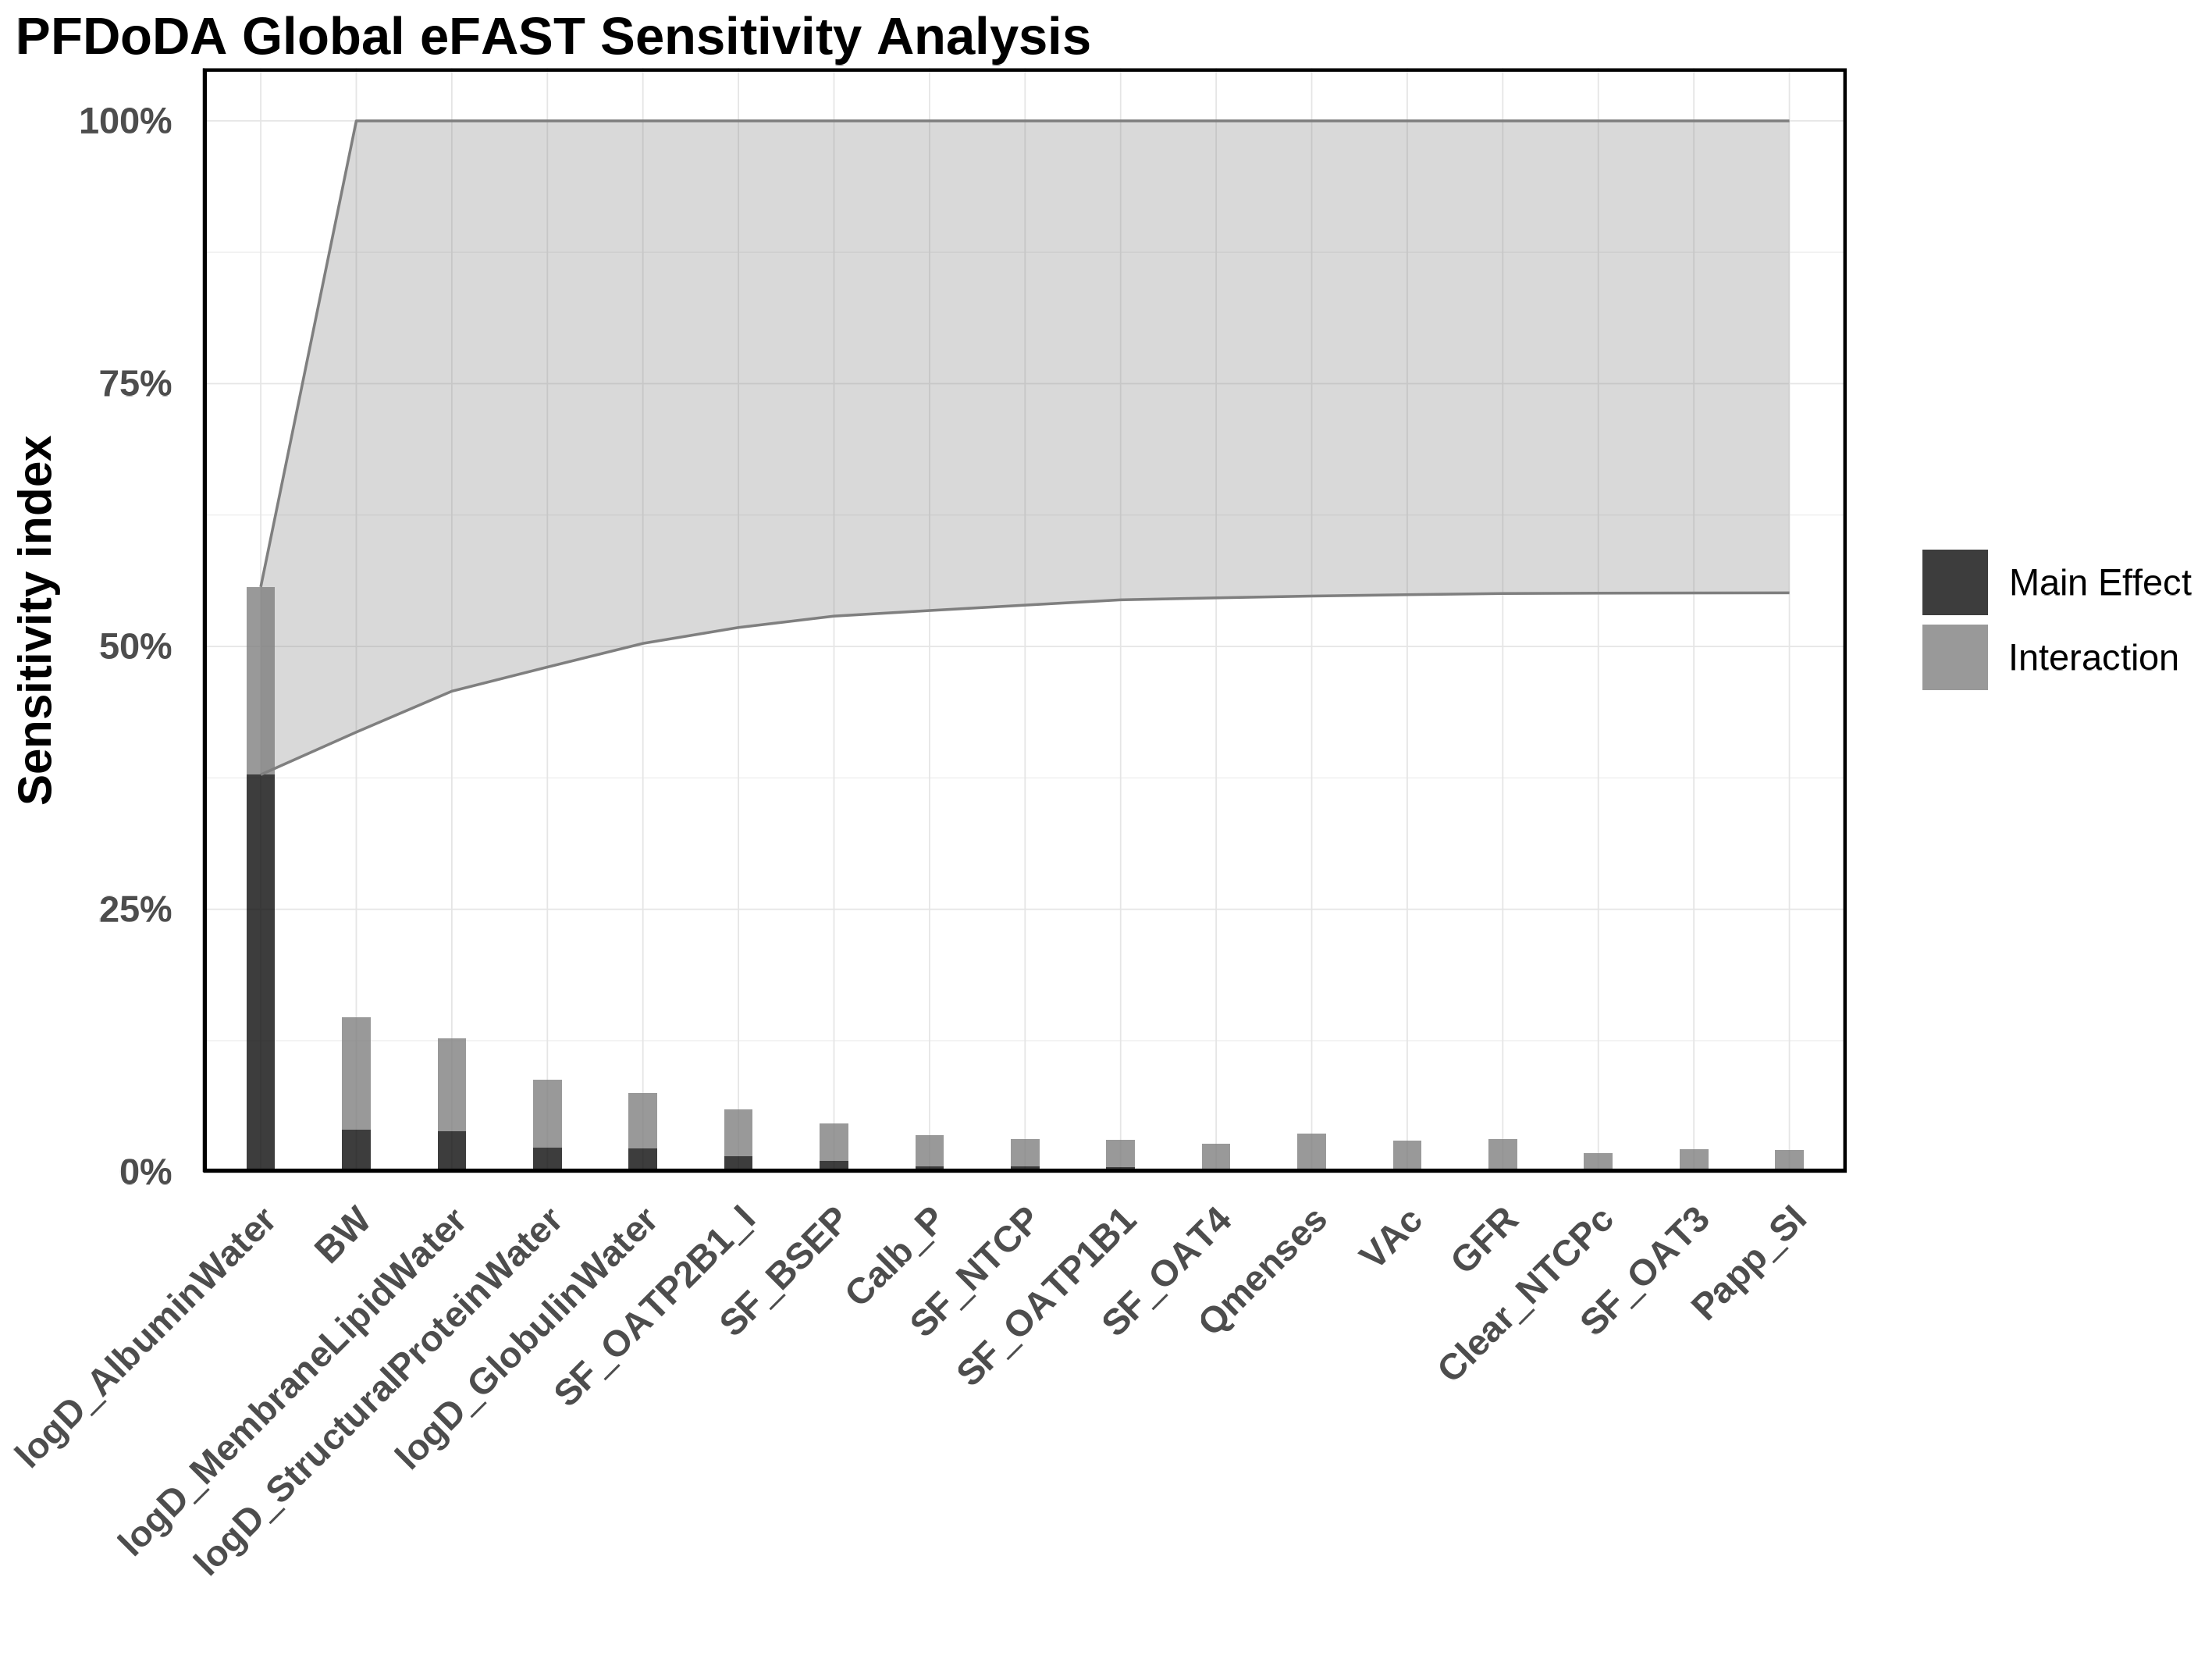 PFDoDA Global eFAST Sensitivity Analysis
Sensitivity index
100%
75%
50%
25%
0%
Main Effect
Interaction
logD_AlbuminWater
BW
logD_MembraneLipidWater
logD_StructuralProteinWater
logD_GlobulinWater
SF_OATP2B1_I
SF_BSEP
Calb_P
SF_NTCP
SF_OATP1B1
SF_OAT4
Qmenses
VAc
GFR
Clear_NTCPc
SF_OAT3
Papp_SI